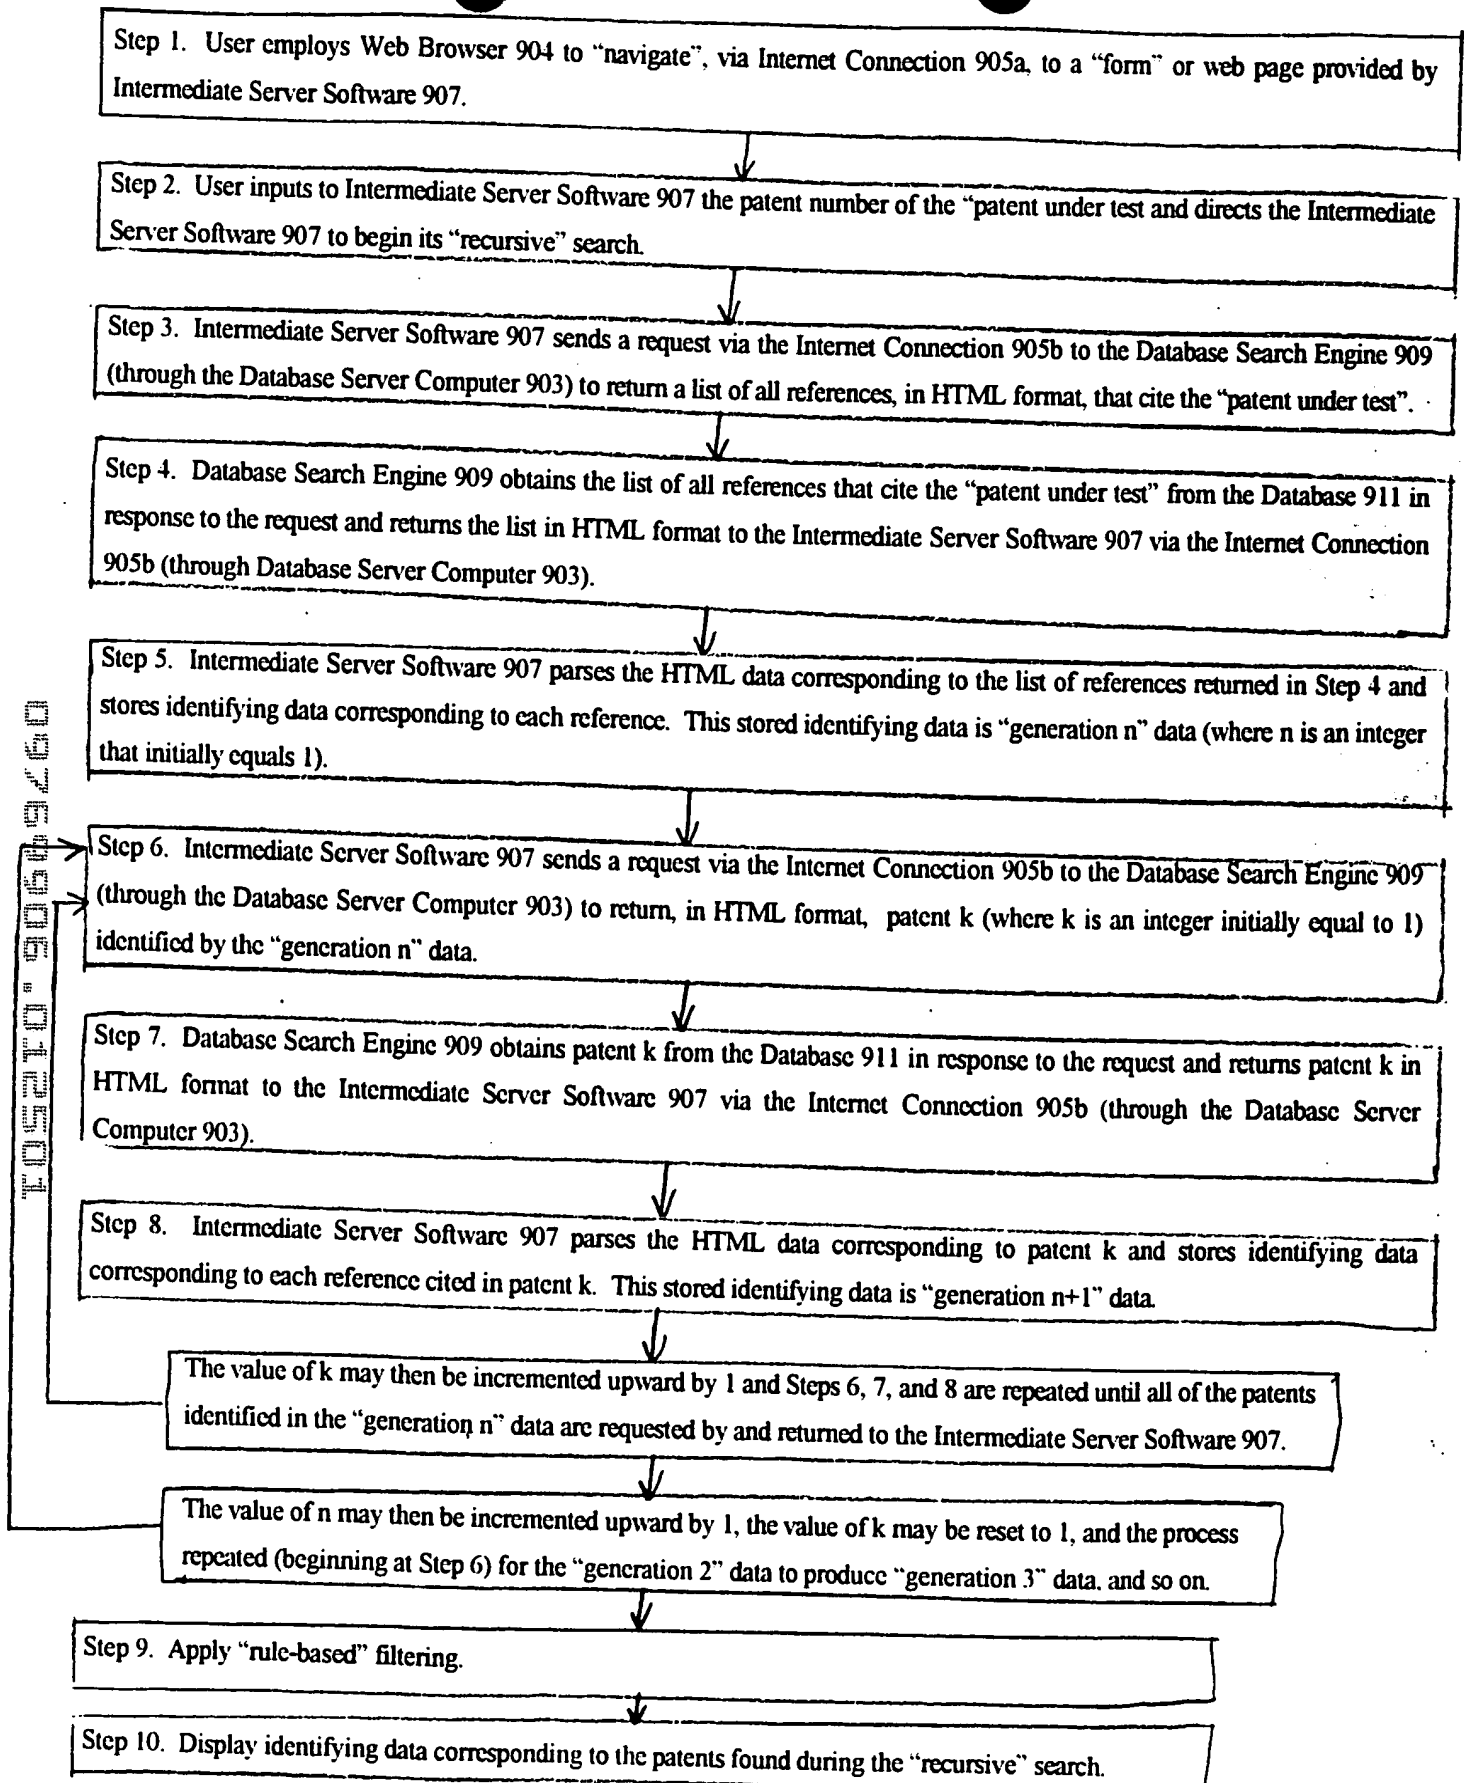 Step 1. User employs Web Browser 904 to “navigate”, via Internet Connection 905a, to a “form” or web page provided by
Intermediate Server Software 907.
Step 2. User inputs to Intermediate Server Software 907 the patent number of the “patent under test and directs the Intermediate
Server Software 907 to begin its “recursive” search.
Step 3. Intermediate Server Software 907 sends a request via the Internet Connection 905b to the Database Search Engine 909
(through the Database Server Computer 903) to return a list of all references, in HTML format, that cite the “patent under test”.
Step 4. Database Search Engine 909 obtains the list of all references that cite the “patent under test” from the Database 911 in
response to the request and returns the list in HTML format to the Intermediate Server Software 907 via the Internet Connection
905b (through Database Server Computer 903).
Step 5. Intermediate Server Software 907 parses the HTML data corresponding to the list of references returned in Step 4 and
stores identifying data corresponding to each reference. This stored identifying data is “generation n” data (where n is an integer
that initially equals 1).
Step 6. Intermediate Server Software 907 sends a request via the Internet Connection 905b to the Database Search Engine 909
(through the Database Server Computer 903) to return, in HTML format, patent k (where k is an integer initially equal to 1)
identified by the “generation n” data.
Step 7. Database Search Engine 909 obtains patent k from the Database 911 in response to the request and returns patent k in
HTML format to the Intermediate Server Software 907 via the Internet Connection 905b (through the Database Server
Computer 903).
Step 8. Intermediate Server Software 907 parses the HTML data corresponding to patent k and stores identifying data
corresponding to each reference cited in patent k. This stored identifying data is “generation n+1” data.
The value of k may then be incremented upward by 1 and Steps 6, 7, and 8 are repeated until all of the patents
identified in the “generation n” data are requested by and returned to the Intermediate Server Software 907.
The value of n may then be incremented upward by 1, the value of k may be reset to 1, and the process
repeated (beginning at Step 6) for the “generation 2” data to produce “generation 3” data, and so on.
Step 9. Apply “rule-based” filtering.
Step 10. Display identifying data corresponding to the patents found during the “recursive” search.